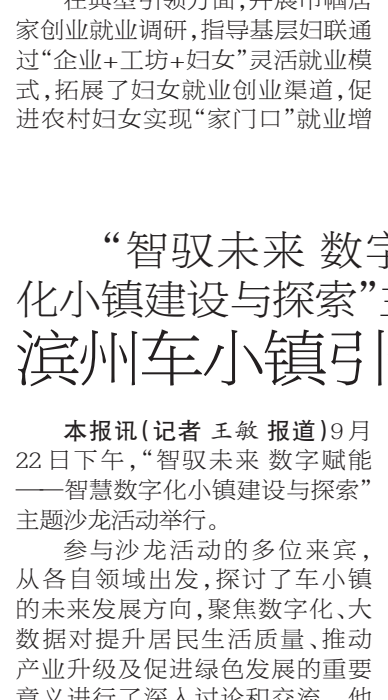 在典型引领方面,开展巾帼居
家创业就业调研,指导基层妇联通
过“企业+工坊+妇女”灵活就业模
式,拓展了妇女就业创业渠道,促
进农村妇女实现“家门口”就业增
“智驭未来 数字
化小镇建设与探索”主
滨州车小镇引
本报讯(记者 王敏 报道)9月
22日下午,“智驭未来 数字赋能
——智慧数字化小镇建设与探索”
主题沙龙活动举行。
参与沙龙活动的多位来宾,
从各自领域出发,探讨了车小镇
的未来发展方向,聚焦数字化、大
数据对提升居民生活质量、推动
产业升级及促进绿色发展的重要
意义进行了深入讨论和交流。他